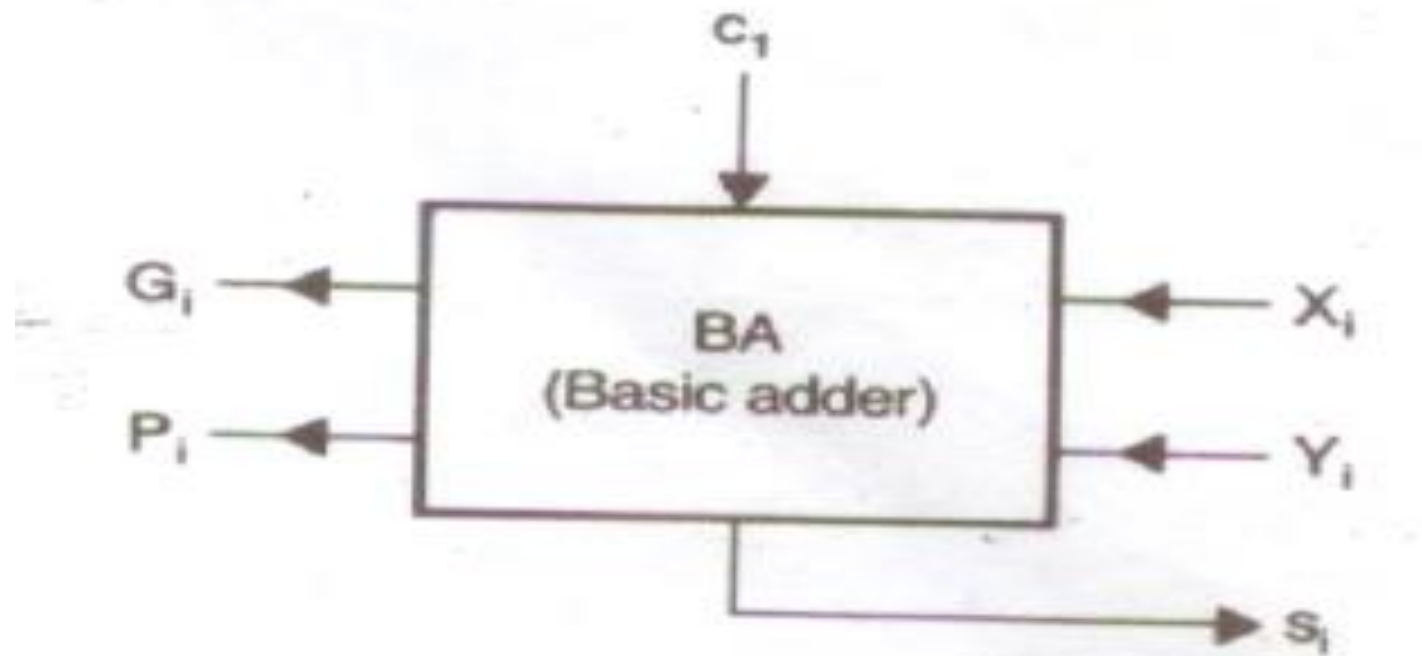 C₁
Gᵢ
BA
(Basic adder)
Xᵢ
Pᵢ
Yᵢ
Sᵢ